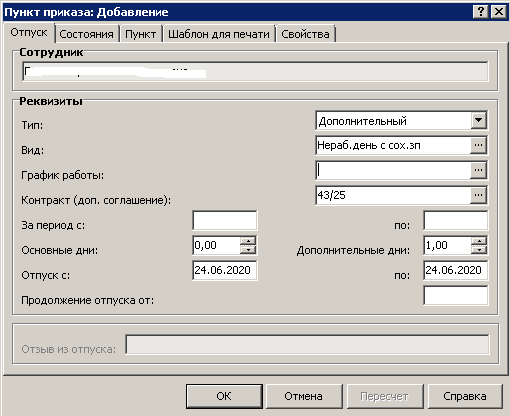 Пункт приказа: Добавление
Отпуск Состояния Пункт Шаблон для печати Свойства
Сотрудник
Реквизиты
Тип: Дополнительный
Вид: Нераб.день с сох.зп ...
График работы: ...
Контракт (доп. соглашение): 43/25 ...
За период с: по:
Основные дни: 0,00 Дополнительные дни: 1,00
Отпуск с: 24.06.2020 по: 24.06.2020
Продолжение отпуска от:
Отзыв из отпуска:
ОК Отмена Пересчет Справка